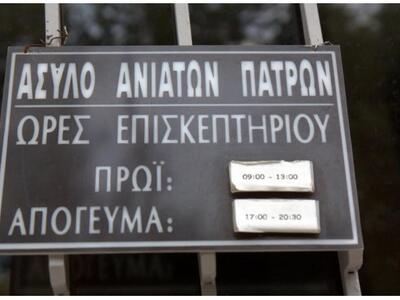 ΑΣΥΛΟ ΑΝΙΑΤΩΝ ΠΑΤΡΩΝ
ΩΡΕΣ ΕΠΙΣΚΕΠΤΗΡΙΟΥ
ΠΡΩΪ: 09:00 - 13:00
ΑΠΟΓΕΥΜΑ: 17:00 - 20:30